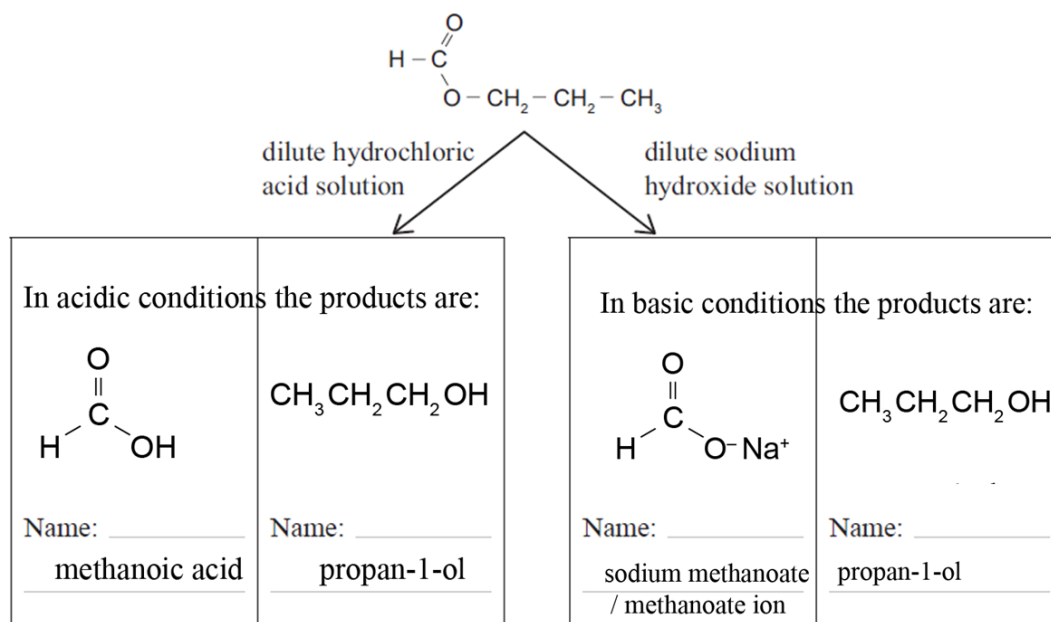 O
H – C
O – CH₂ – CH₂ – CH₃
dilute hydrochloric
acid solution
dilute sodium
hydroxide solution
In acidic conditions the products are:
O
C
H OH
CH₃CH₂CH₂OH
Name:
methanoic acid
Name:
propan-1-ol
In basic conditions the products are:
O
C
H O⁻ Na⁺
CH₃CH₂CH₂OH
Name:
sodium methanoate
/ methanoate ion
Name:
propan-1-ol